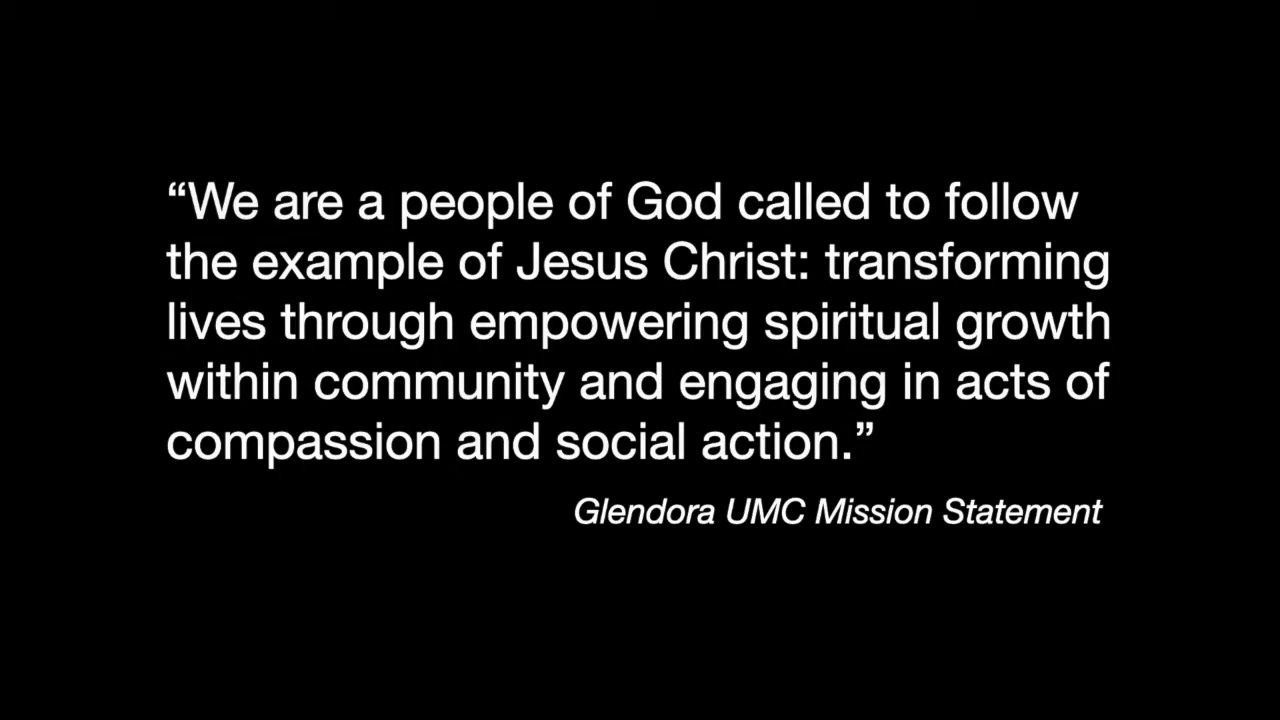 “We are a people of God called to follow
the example of Jesus Christ: transforming
lives through empowering spiritual growth
within community and engaging in acts of
compassion and social action.”
Glendora UMC Mission Statement